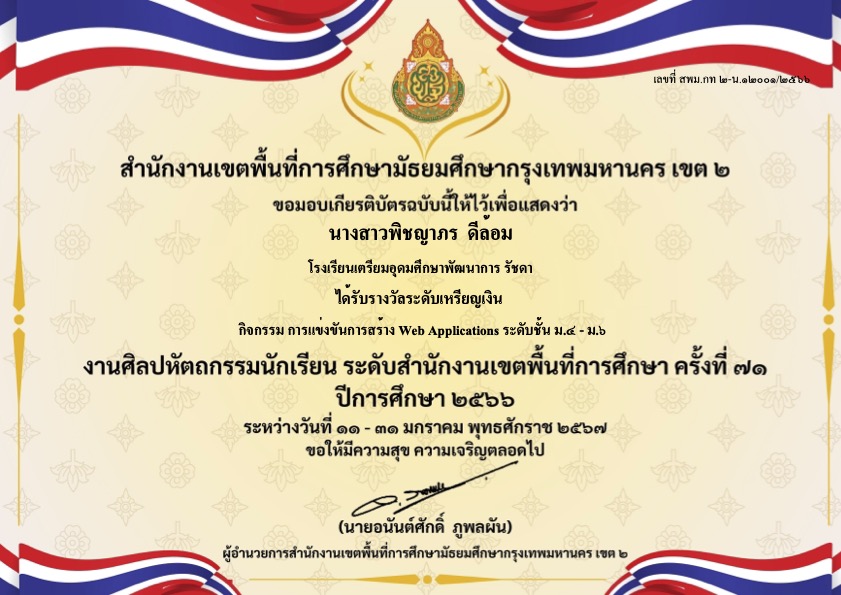 เลขที่ สพม.กท ๒-น.๑๒๐๐๑/๒๕๖๖
สำนักงานเขตพื้นที่การศึกษามัธยมศึกษากรุงเทพมหานคร เขต ๒
ขอมอบเกียรติบัตรฉบับนี้ให้ไว้เพื่อแสดงว่า
นางสาวพิชญาภร ดีล้อม
โรงเรียนเตรียมอุดมศึกษาพัฒนาการ รัชดา
ได้รับรางวัลระดับเหรียญเงิน
กิจกรรม การแข่งขันการสร้าง Web Applications ระดับชั้น ม.๔ - ม.๖
งานศิลปหัตถกรรมนักเรียน ระดับสำนักงานเขตพื้นที่การศึกษา ครั้งที่ ๗๑
ปีการศึกษา ๒๕๖๖
ระหว่างวันที่ ๑๑ - ๓๑ มกราคม พุทธศักราช ๒๕๖๗
ขอให้มีความสุข ความเจริญตลอดไป
(นายอนันต์ศักดิ์ ภูพลผัน)
ผู้อำนวยการสำนักงานเขตพื้นที่การศึกษามัธยมศึกษากรุงเทพมหานคร เขต ๒